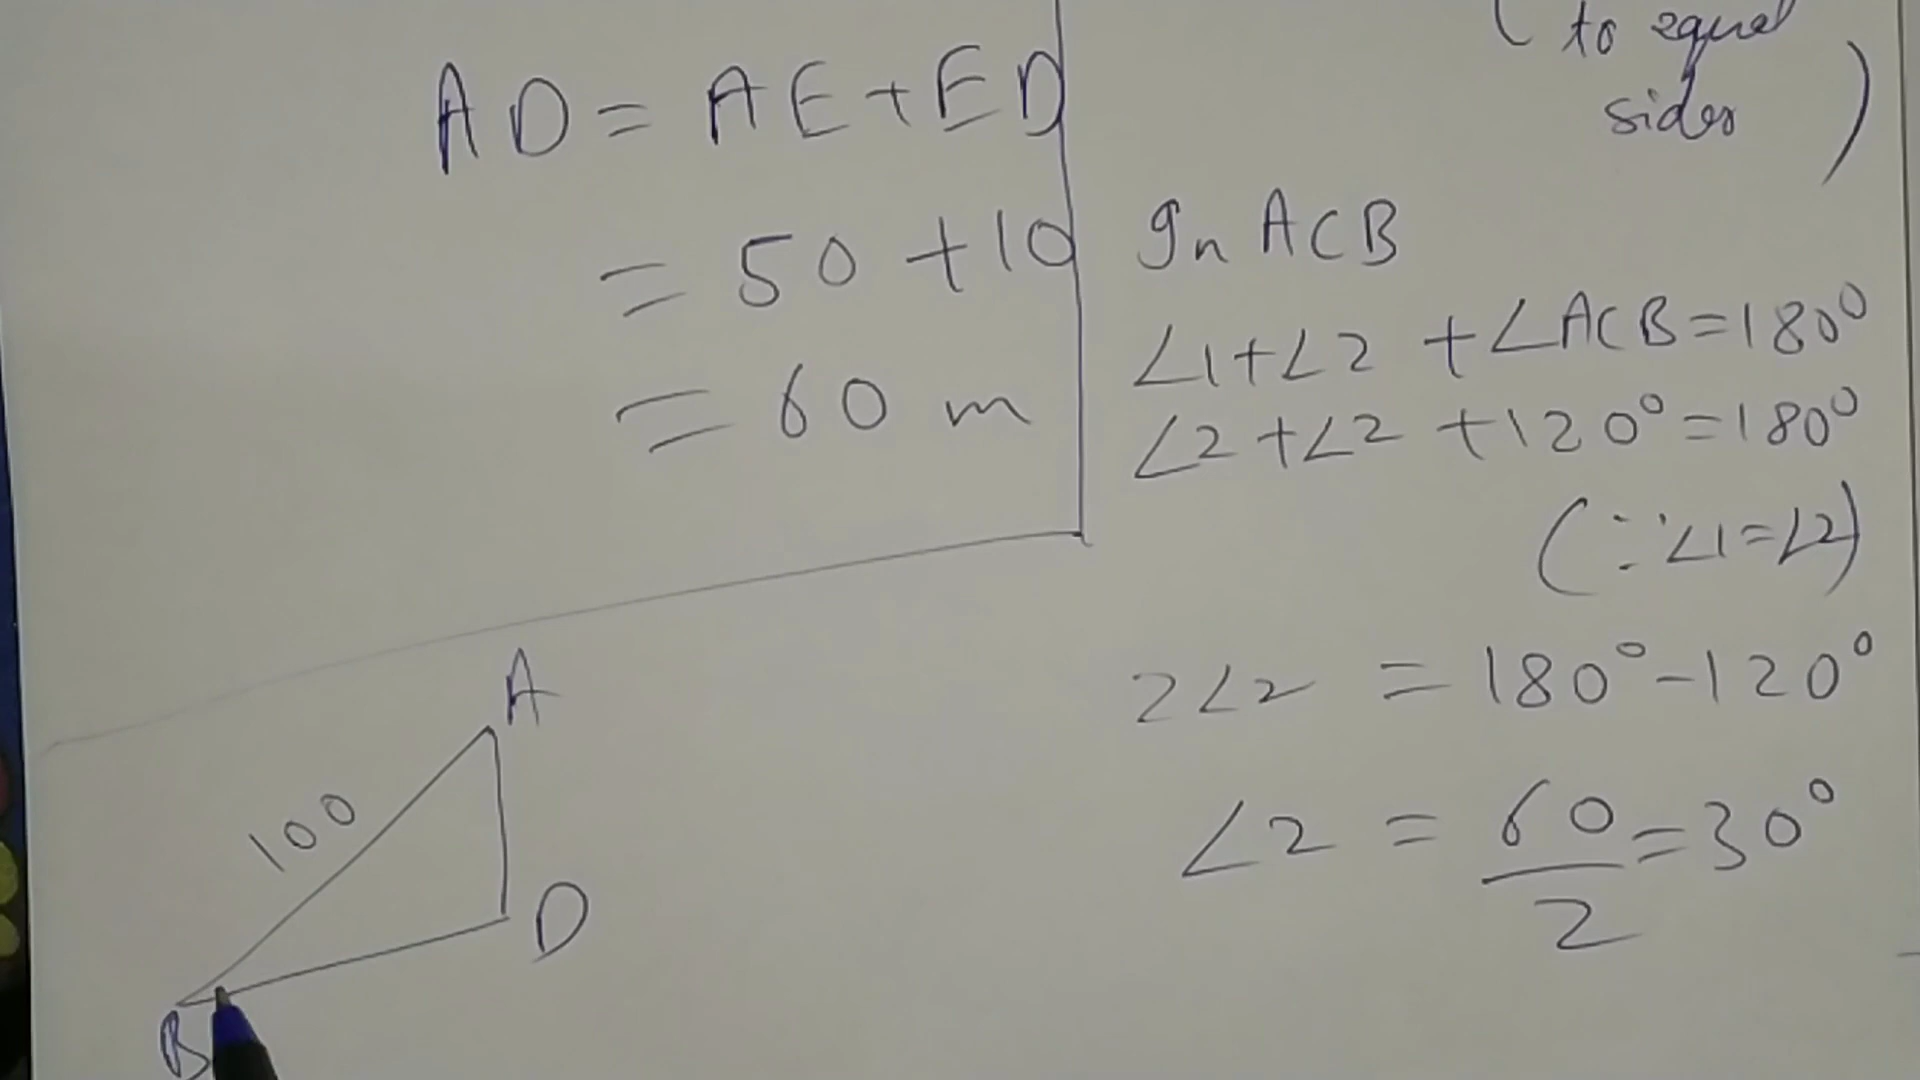 AD = AE + ED
= 50 + 10
= 60 m
( to equal
sides )
In ACB
∠1+∠2 +∠ACB=180°
∠2+∠2 +120°=180°
(∵∠1=∠2)
2∠2 = 180°-120°
∠2 = 60/2 = 30°
A
100
D
B